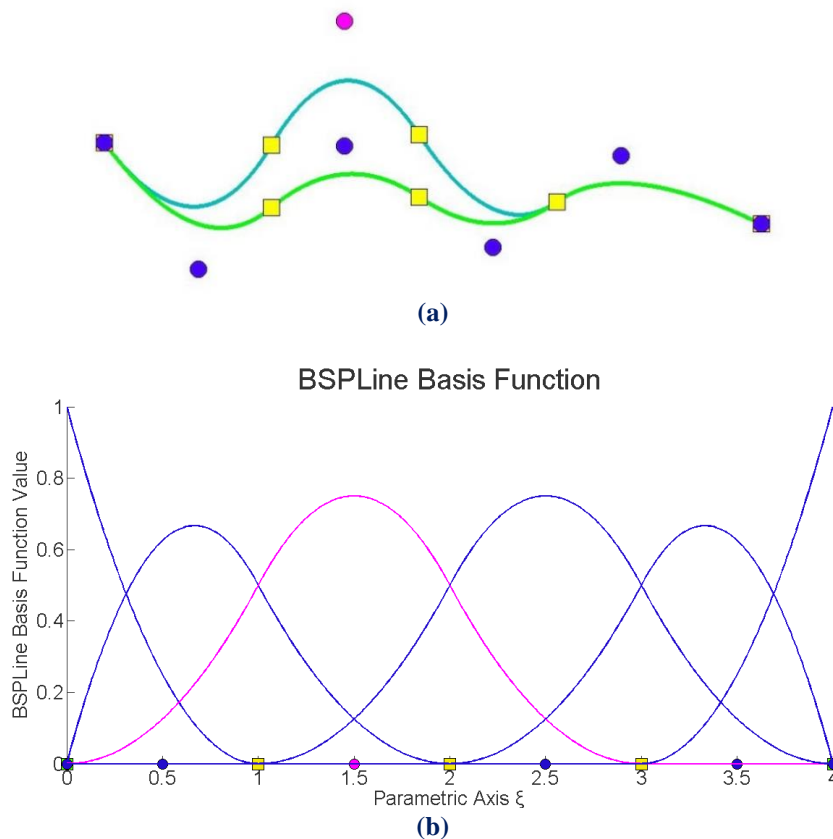 (a)
BSPLine Basis Function
BSPLine Basis Function Value
1
0.8
0.6
0.4
0.2
0
0 0.5 1 1.5 2 2.5 3 3.5 4
Parametric Axis ξ
(b)